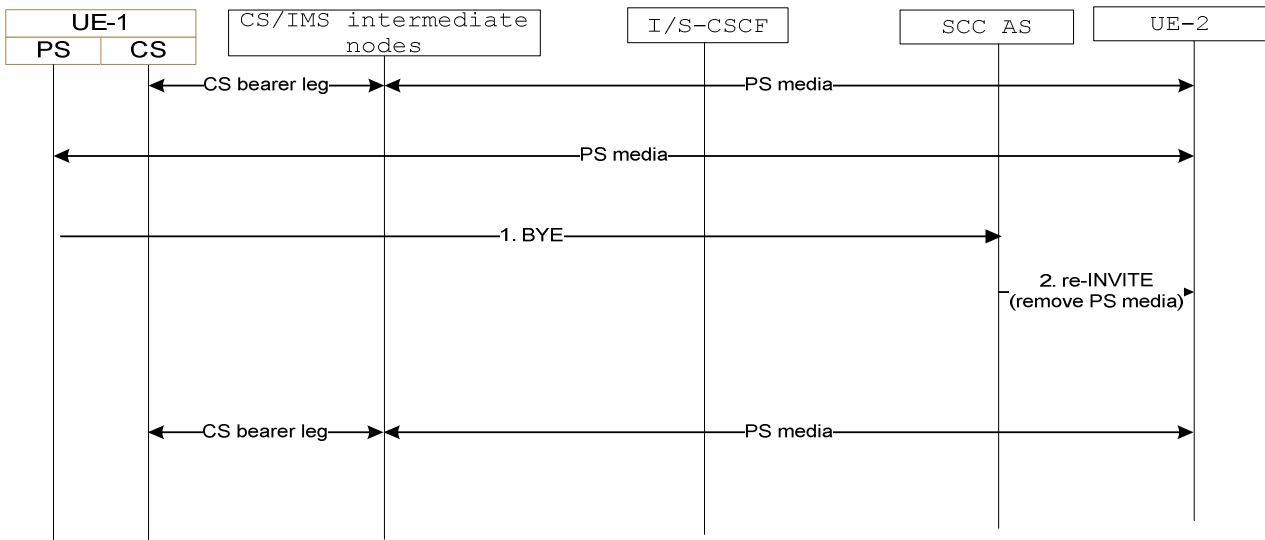 UE-1
PS CS
CS/IMS intermediate
nodes
I/S-CSCF
SCC AS
UE-2
CS bearer leg
PS media
PS media
1. BYE
2. re-INVITE
(remove PS media)
CS bearer leg
PS media